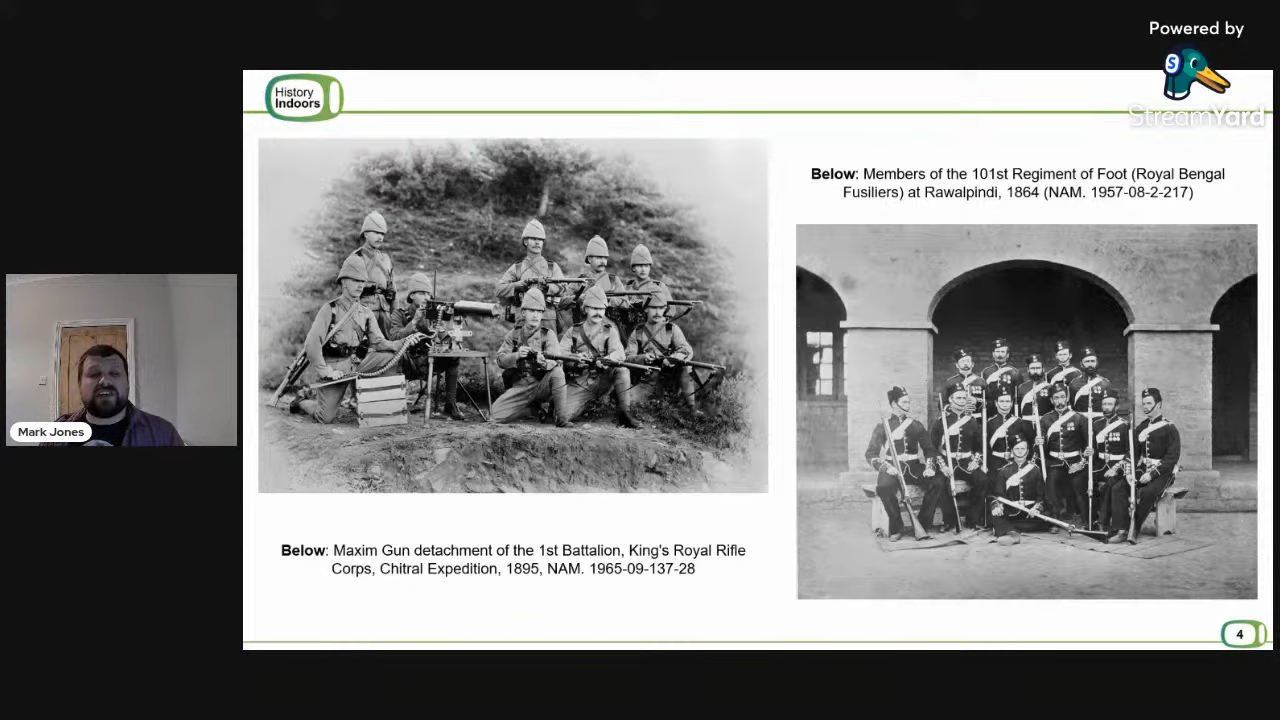 Powered by
S
StreamYard
History
Indoors
Below: Members of the 101st Regiment of Foot (Royal Bengal
Fusiliers) at Rawalpindi, 1864 (NAM. 1957-08-2-217)
Mark Jones
Below: Maxim Gun detachment of the 1st Battalion, King's Royal Rifle
Corps, Chitral Expedition, 1895, NAM. 1965-09-137-28
4